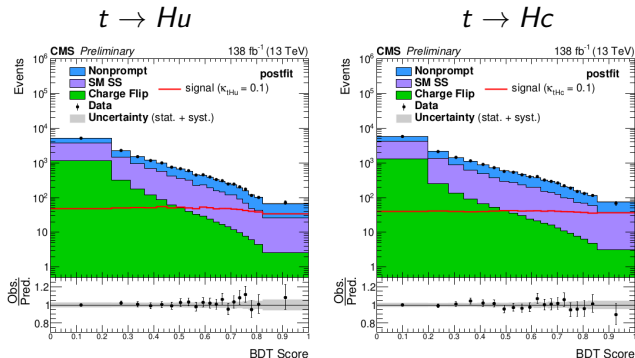 t → Hu
CMS Preliminary 138 fb⁻¹ (13 TeV)
Events
10⁶
10⁵
10⁴
10³
10²
10
1
Nonprompt
SM SS
Charge Flip
Data
Uncertainty (stat. + syst.)
postfit
signal (κtHu = 0.1)
Obs.
Pred.
1.2
1
0.8
0 0.1 0.2 0.3 0.4 0.5 0.6 0.7 0.8 0.9 1
BDT Score
t → Hc
CMS Preliminary 138 fb⁻¹ (13 TeV)
Events
10⁶
10⁵
10⁴
10³
10²
10
1
Nonprompt
SM SS
Charge Flip
Data
Uncertainty (stat. + syst.)
postfit
signal (κtHc = 0.1)
Obs.
Pred.
1.2
1
0.8
0 0.1 0.2 0.3 0.4 0.5 0.6 0.7 0.8 0.9 1
BDT Score